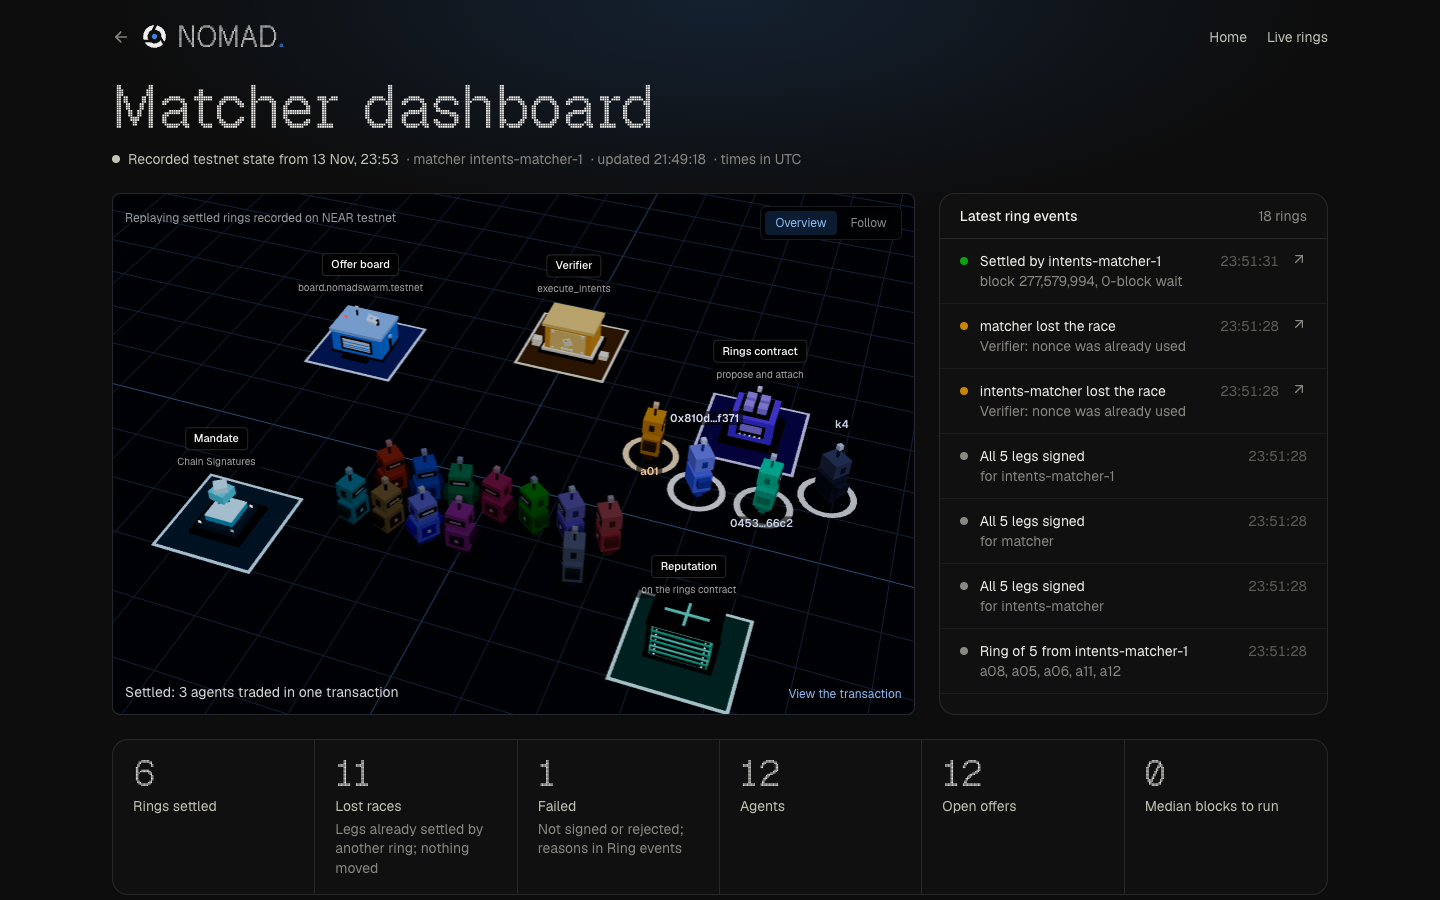 NOMAD.
Home
Live rings
Matcher dashboard
Recorded testnet state from 13 Nov, 23:53 · matcher intents-matcher-1 · updated 21:49:18 · times in UTC
Replaying settled rings recorded on NEAR testnet
Overview
Follow
Offer board
board.nomadswarm.testnet
Verifier
execute_intents
Rings contract
propose and attach
0x810d...f371
k4
a01
0453...66c2
Mandate
Chain Signatures
Reputation
on the rings contract
Settled: 3 agents traded in one transaction
View the transaction
Latest ring events
18 rings
Settled by intents-matcher-1 23:51:31
block 277,579,994, 0-block wait
matcher lost the race 23:51:28
Verifier: nonce was already used
intents-matcher lost the race 23:51:28
Verifier: nonce was already used
All 5 legs signed 23:51:28
for intents-matcher-1
All 5 legs signed 23:51:28
for matcher
All 5 legs signed 23:51:28
for intents-matcher
Ring of 5 from intents-matcher-1 23:51:28
a08, a05, a06, a11, a12
6
Rings settled
11
Lost races
Legs already settled by
another ring; nothing
moved
1
Failed
Not signed or rejected;
reasons in Ring events
12
Agents
12
Open offers
0
Median blocks to run